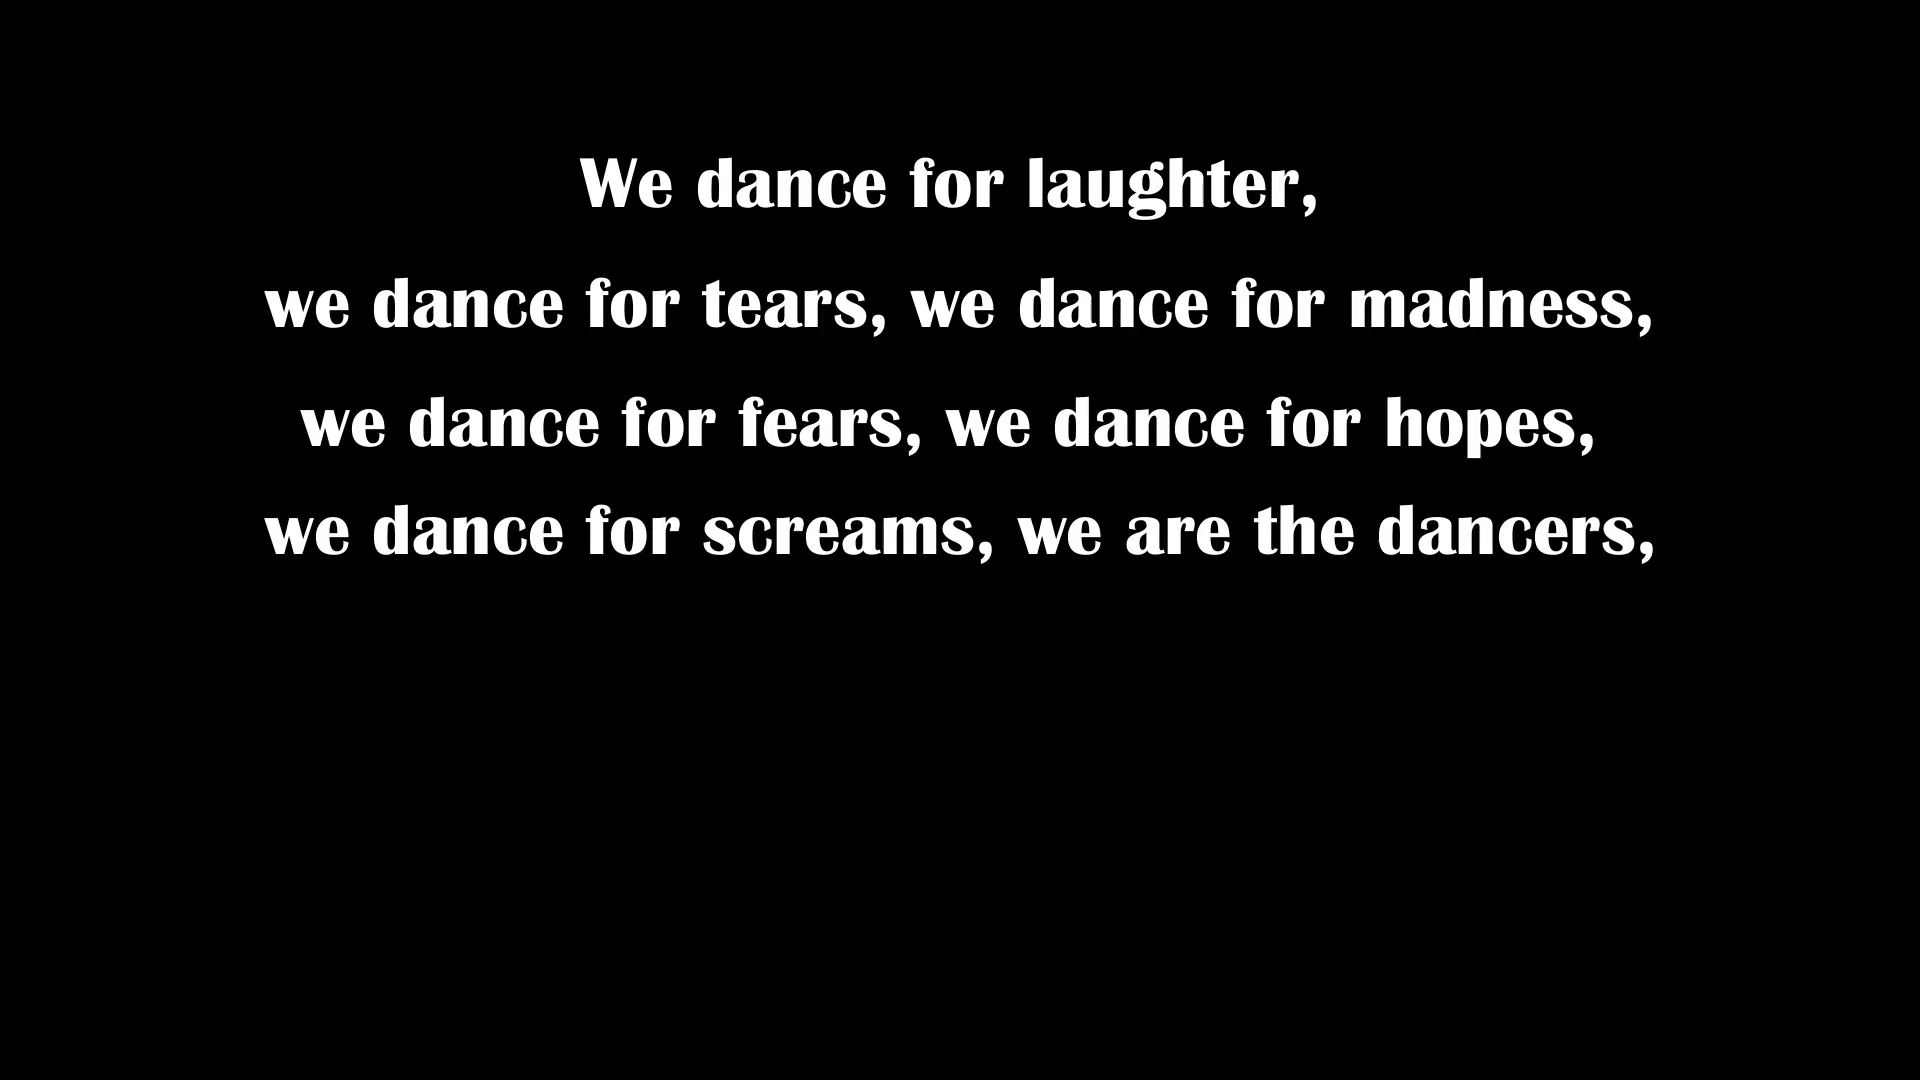 We dance for laughter,
we dance for tears, we dance for madness,
we dance for fears, we dance for hopes,
we dance for screams, we are the dancers,